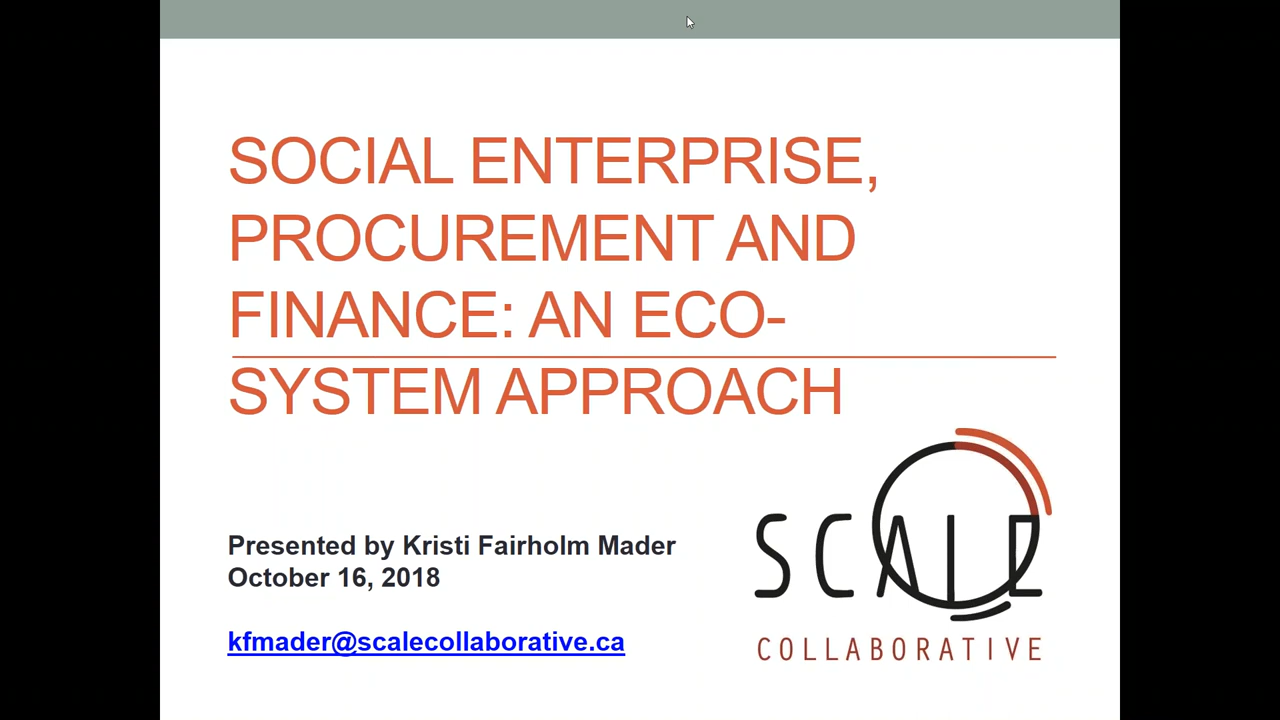 SOCIAL ENTERPRISE,
PROCUREMENT AND
FINANCE: AN ECO-
SYSTEM APPROACH
Presented by Kristi Fairholm Mader
October 16, 2018
kfmader@scalecollaborative.ca
SCALE
COLLABORATIVE